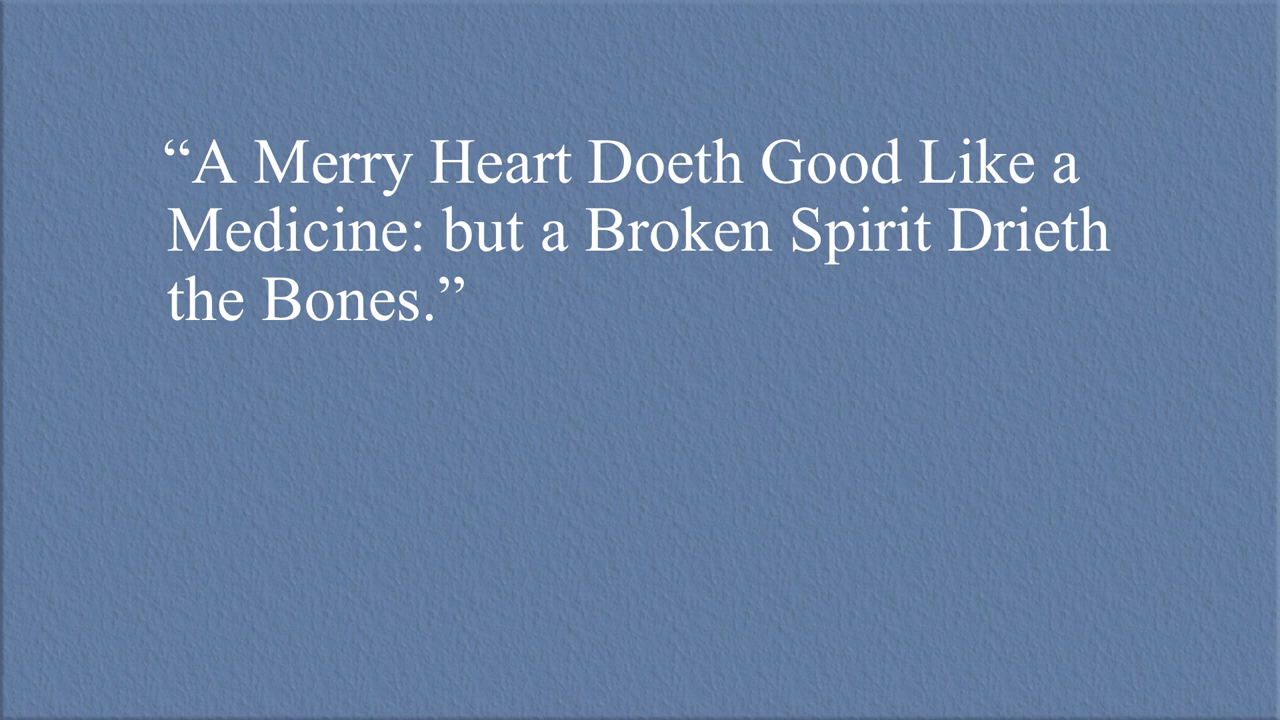 “A Merry Heart Doeth Good Like a
Medicine: but a Broken Spirit Drieth
the Bones.”